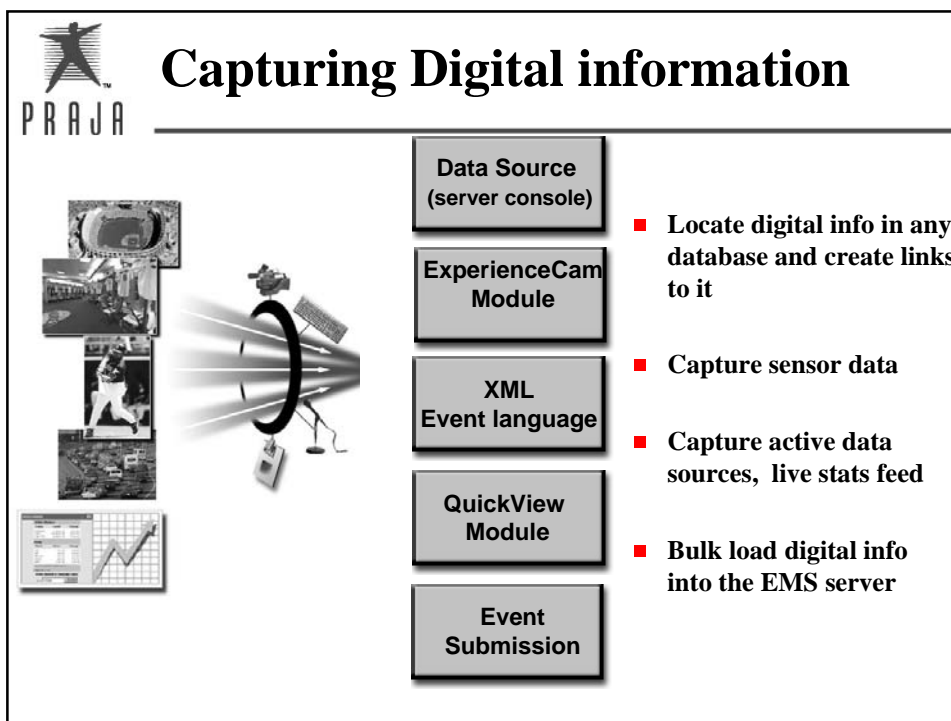 PRAJA
TM
Capturing Digital information
Data Source
(server console)
ExperienceCam
Module
XML
Event language
QuickView
Module
Event
Submission
Locate digital info in any
database and create links
to it
Capture sensor data
Capture active data
sources, live stats feed
Bulk load digital info
into the EMS server